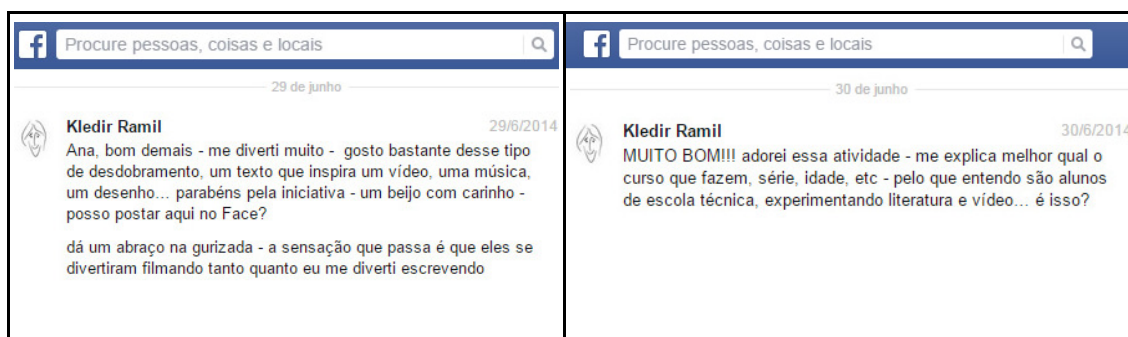 f Procure pessoas, coisas e locais
29 de junho
Kledir Ramil 29/6/2014
Ana, bom demais - me diverti muito - gosto bastante desse tipo
de desdobramento, um texto que inspira um vídeo, uma música,
um desenho... parabéns pela iniciativa - um beijo com carinho -
posso postar aqui no Face?
dá um abraço na gurizada - a sensação que passa é que eles se
divertiram filmando tanto quanto eu me diverti escrevendo
f Procure pessoas, coisas e locais
30 de junho
Kledir Ramil 30/6/2014
MUITO BOM!!! adorei essa atividade - me explica melhor qual o
curso que fazem, série, idade, etc - pelo que entendo são alunos
de escola técnica, experimentando literatura e vídeo... é isso?